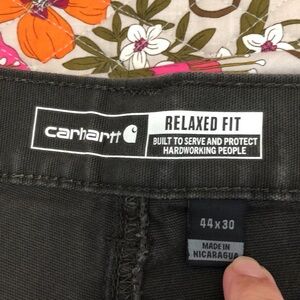 carhartt
RELAXED FIT
BUILT TO SERVE AND PROTECT
HARDWORKING PEOPLE
44x30
MADE IN
NICARAGUA